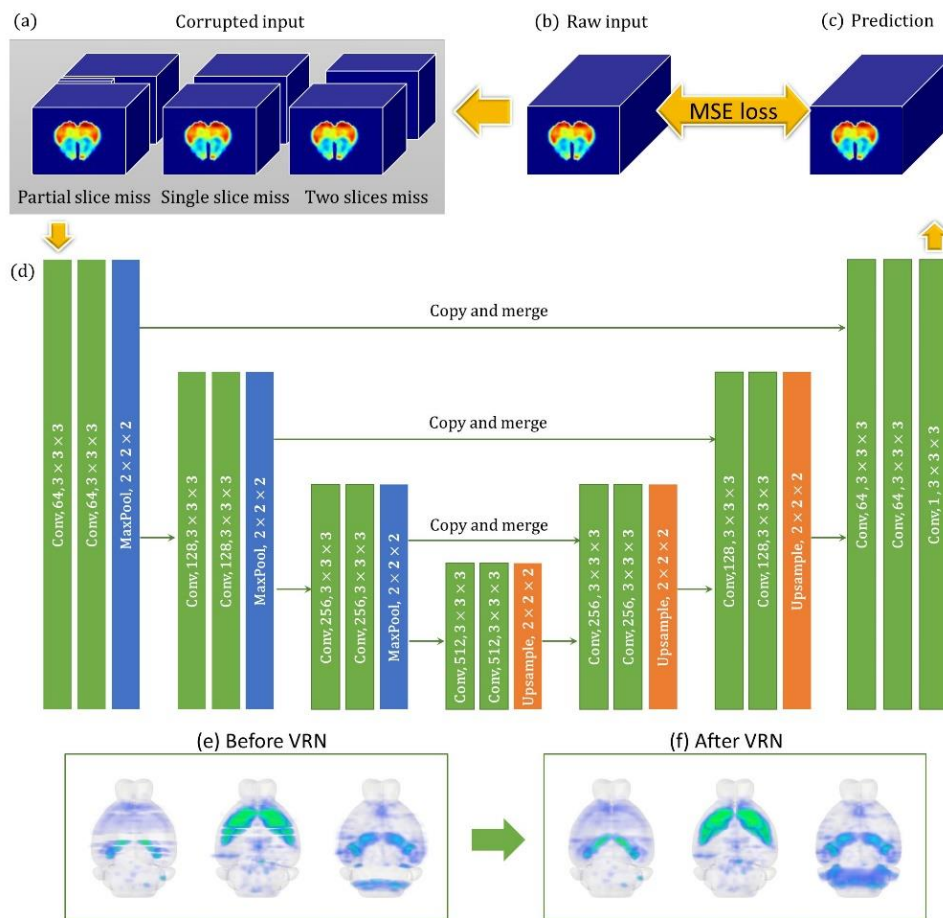 (a) Corrupted input (b) Raw input (c) Prediction
MSE loss
Partial slice miss Single slice miss Two slices miss
(d)
Copy and merge
Copy and merge
Copy and merge
Conv, 64, 3 × 3 × 3
Conv, 64, 3 × 3 × 3
MaxPool, 2 × 2 × 2
Conv, 128, 3 × 3 × 3
Conv, 128, 3 × 3 × 3
MaxPool, 2 × 2 × 2
Conv, 256, 3 × 3 × 3
Conv, 256, 3 × 3 × 3
MaxPool, 2 × 2 × 2
Conv, 512, 3 × 3 × 3
Conv, 512, 3 × 3 × 3
Upsample, 2 × 2 × 2
Conv, 256, 3 × 3 × 3
Conv, 256, 3 × 3 × 3
Upsample, 2 × 2 × 2
Conv,128, 3 × 3 × 3
Conv, 128, 3 × 3 × 3
Upsample, 2 × 2 × 2
Conv, 64, 3 × 3 × 3
Conv, 64, 3 × 3 × 3
Conv, 1, 3 × 3 × 3
(e) Before VRN (f) After VRN